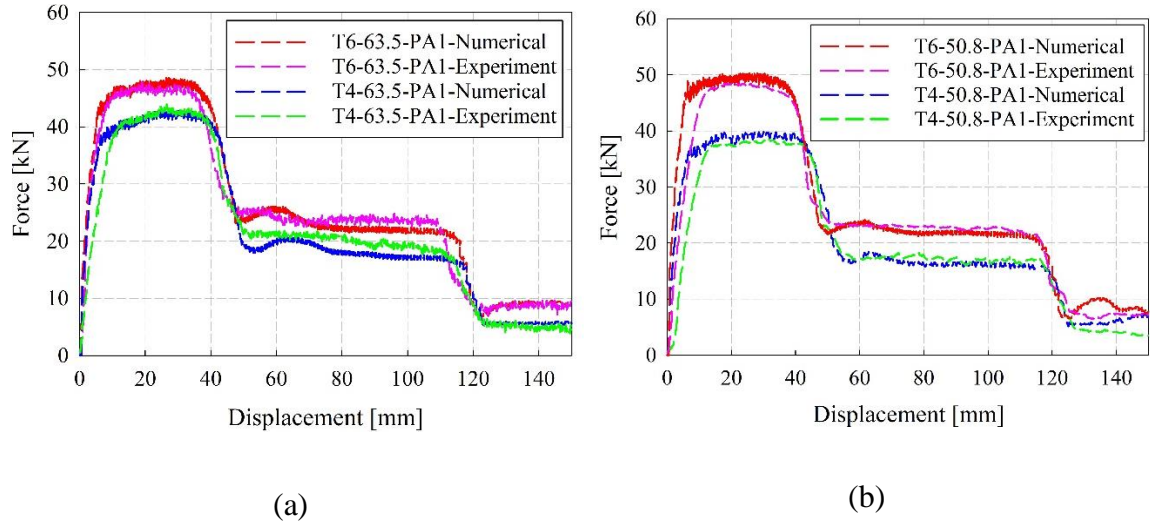 60
50
40
30
20
10
0
Force [kN]
T6-63.5-PA1-Numerical
T6-63.5-PA1-Experiment
T4-63.5-PA1-Numerical
T4-63.5-PA1-Experiment
0 20 40 60 80 100 120 140
Displacement [mm]
(a)
60
50
40
30
20
10
0
Force [kN]
T6-50.8-PA1-Numerical
T6-50.8-PA1-Experiment
T4-50.8-PA1-Numerical
T4-50.8-PA1-Experiment
0 20 40 60 80 100 120 140
Displacement [mm]
(b)